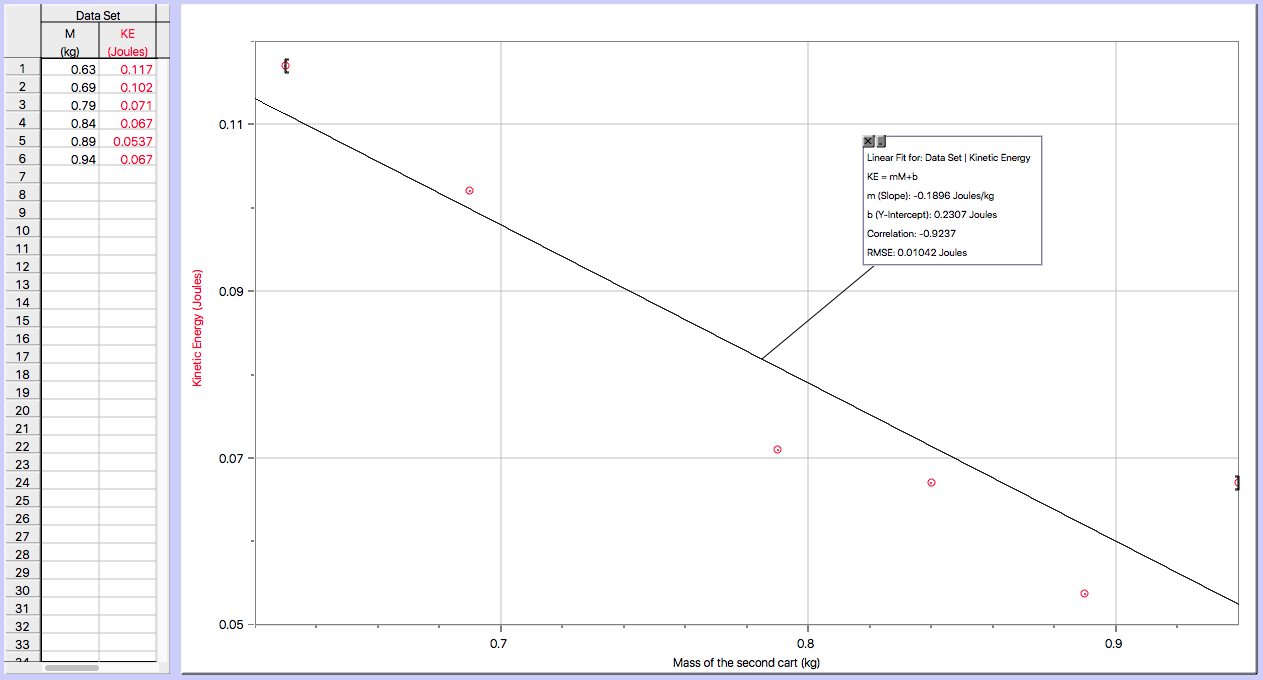 Data Set
M KE
(kg) (Joules)
1 0.63 0.117
2 0.69 0.102
3 0.79 0.071
4 0.84 0.067
5 0.89 0.0537
6 0.94 0.067
7
8
9
10
11
12
13
14
15
16
17
18
19
20
21
22
23
24
25
26
27
28
29
30
31
32
33
34
Kinetic Energy (Joules)
0.11
0.09
0.07
0.05
Linear Fit for: Data Set | Kinetic Energy
KE = mM+b
m (Slope): -0.1896 Joules/kg
b (Y-Intercept): 0.2307 Joules
Correlation: -0.9237
RMSE: 0.01042 Joules
0.7 0.8 0.9
Mass of the second cart (kg)